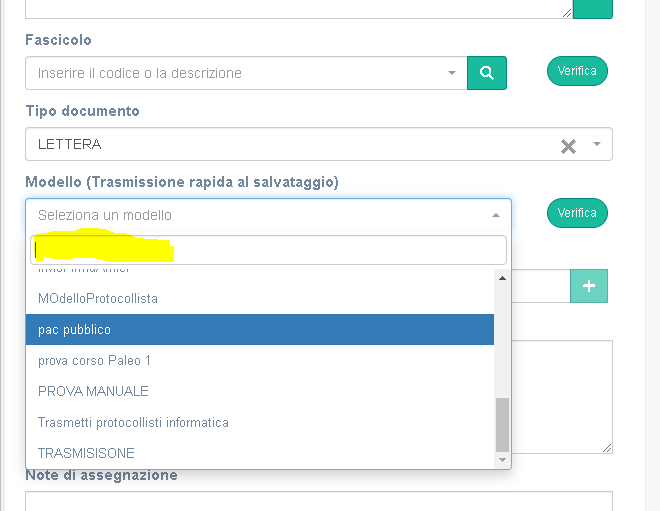 Fascicolo
Inserire il codice o la descrizione
Verifica
Tipo documento
LETTERA
Modello (Trasmissione rapida al salvataggio)
Seleziona un modello
Verifica
MOdelloProtocollista
pac pubblico
prova corso Paleo 1
PROVA MANUALE
Trasmetti protocollisti informatica
TRASMISISONE
Note di assegnazione